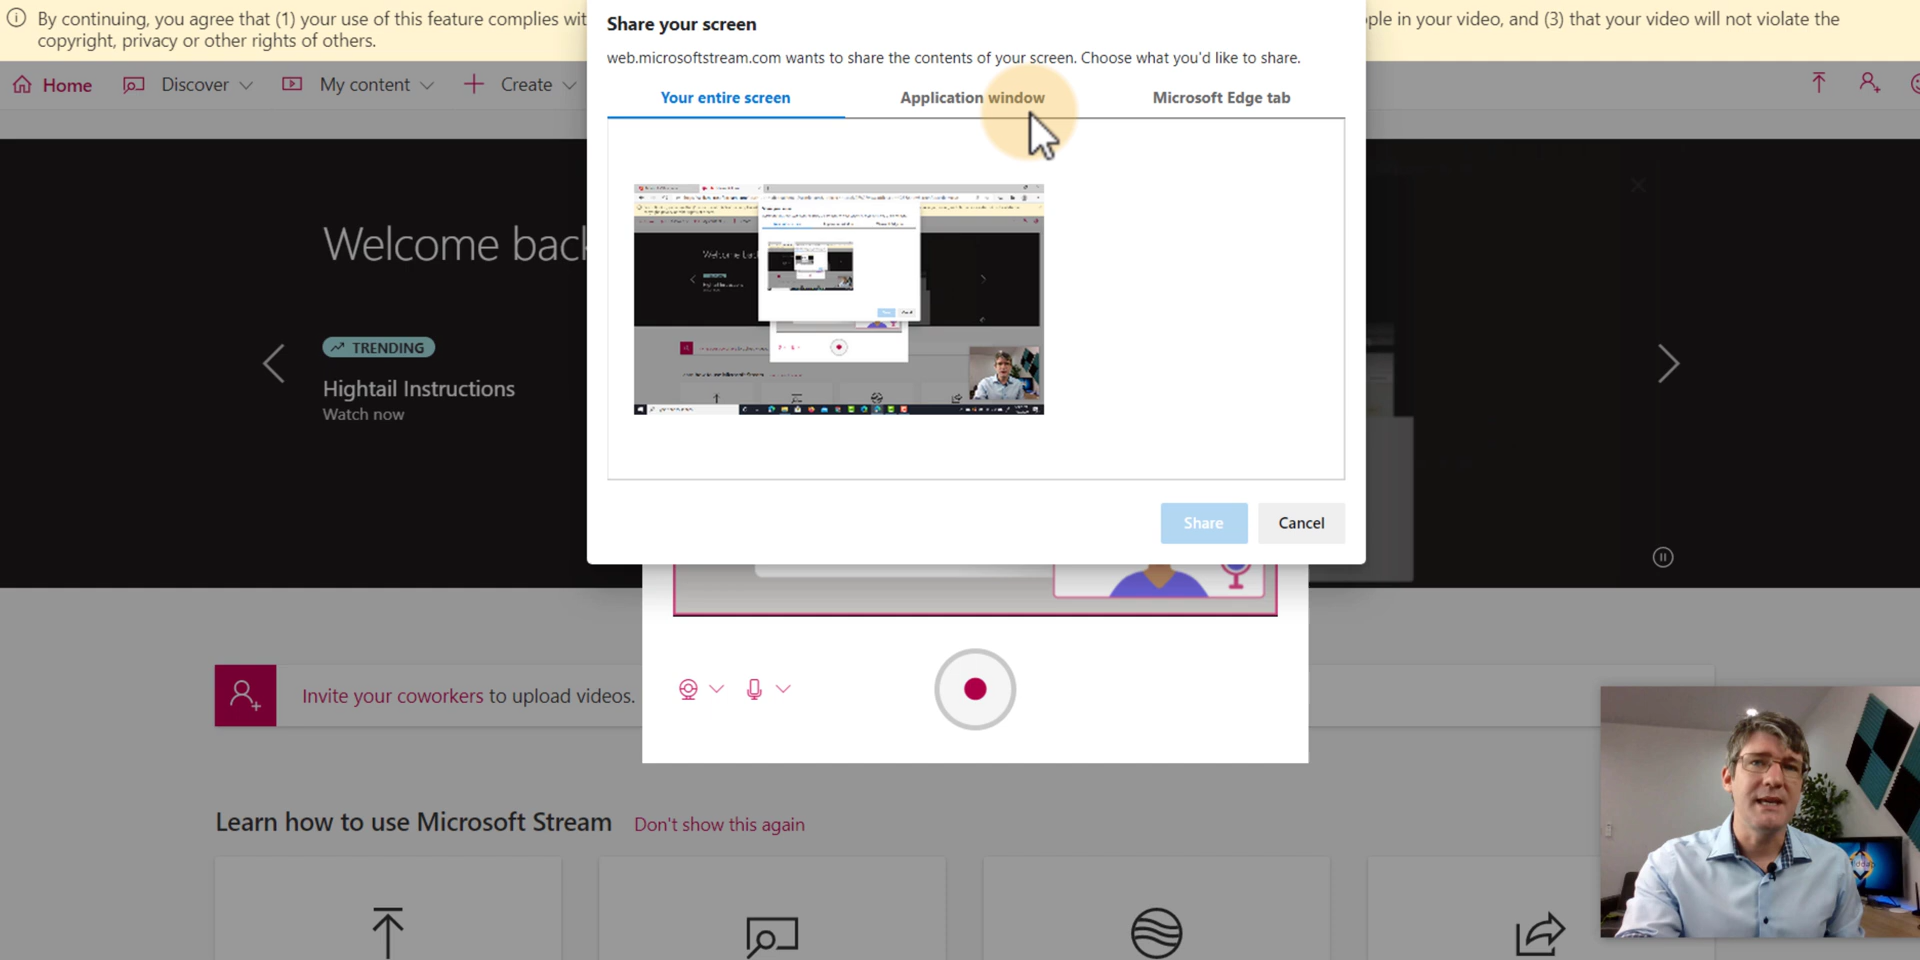 By continuing, you agree that (1) your use of this feature complies wit
ple in your video, and (3) that your video will not violate the
copyright, privacy or other rights of others.
Share your screen
web.microsoftstream.com wants to share the contents of your screen. Choose what you'd like to share.
Home
Discover
My content
Create
Your entire screen
Application window
Microsoft Edge tab
Welcome back
TRENDING
Hightail Instructions
Watch now
Share
Cancel
Invite your coworkers to upload videos.
Learn how to use Microsoft Stream
Don't show this again